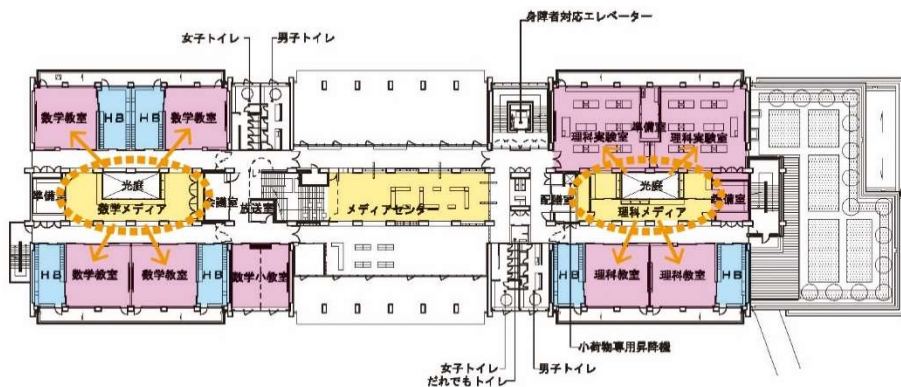 身障者対応エレベーター
女子トイレ
男子トイレ
数学教室
HB
HB
数学教室
理科実験室
準備室
理科実験室
準備
光庭
数学メディア
会議室
放送室
メディアセンター
配膳室
光庭
理科メディア
準備室
HB
数学教室
数学教室
HB
数学小教室
HB
理科教室
理科教室
HB
小荷物専用昇降機
女子トイレ
だれでもトイレ
男子トイレ